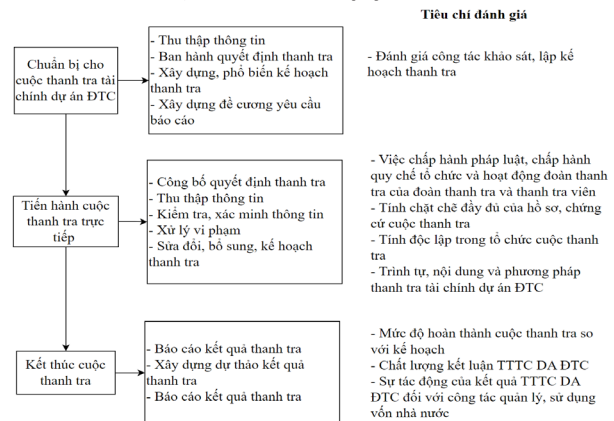 Tiêu chí đánh giá
Chuẩn bị cho
cuộc thanh tra tài
chính dự án ĐTC
- Thu thập thông tin
- Ban hành quyết định thanh tra
- Xây dựng, phổ biến kế hoạch
thanh tra
- Xây dựng đề cương yêu cầu
báo cáo
- Đánh giá công tác khảo sát, lập kế
hoạch thanh tra
Tiến hành cuộc
thanh tra trực
tiếp
- Công bố quyết định thanh tra
- Thu thập thông tin
- Kiểm tra, xác minh thông tin
- Xử lý vi phạm
- Sửa đổi, bổ sung, kế hoạch
thanh tra
- Việc chấp hành pháp luật, chấp hành
quy chế tổ chức và hoạt động đoàn thanh
tra của đoàn thanh tra và thanh tra viên
- Tính chặt chẽ đầy đủ của hồ sơ, chứng
cứ cuộc thanh tra
- Tính độc lập trong tổ chức cuộc thanh
tra
- Trình tự, nội dung và phương pháp
thanh tra tài chính dự án ĐTC
Kết thúc cuộc
thanh tra
- Báo cáo kết quả thanh tra
- Xây dựng dự thảo kết quả
thanh tra
- Báo cáo kết quả thanh tra
- Mức độ hoàn thành cuộc thanh tra so
với kế hoạch
- Chất lượng kết luận TTTC DA ĐTC
- Sự tác động của kết quả TTTC DA
ĐTC đối với công tác quản lý, sử dụng
vốn nhà nước